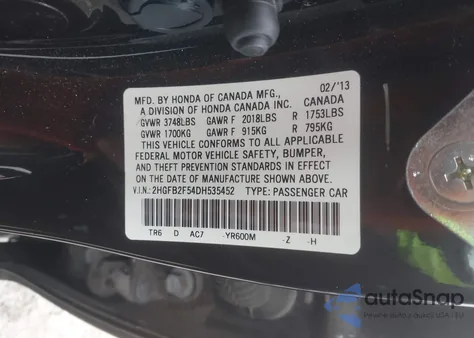 MFD. BY HONDA OF CANADA MFG., 02/'13
A DIVISION OF HONDA CANADA INC. CANADA
GVWR 3748LBS GAWR F 2018LBS R 1753LBS
GVWR 1700KG GAWR F 915KG R 795KG
THIS VEHICLE CONFORMS TO ALL APPLICABLE
FEDERAL MOTOR VEHICLE SAFETY, BUMPER,
AND THEFT PREVENTION STANDARDS IN EFFECT
ON THE DATE OF MANUFACTURE SHOWN ABOVE.
V.I.N.: 2HGFB2F54DH535452 TYPE: PASSENGER CAR
TR6 D AC7 -YR600M -Z -H
autoSnap